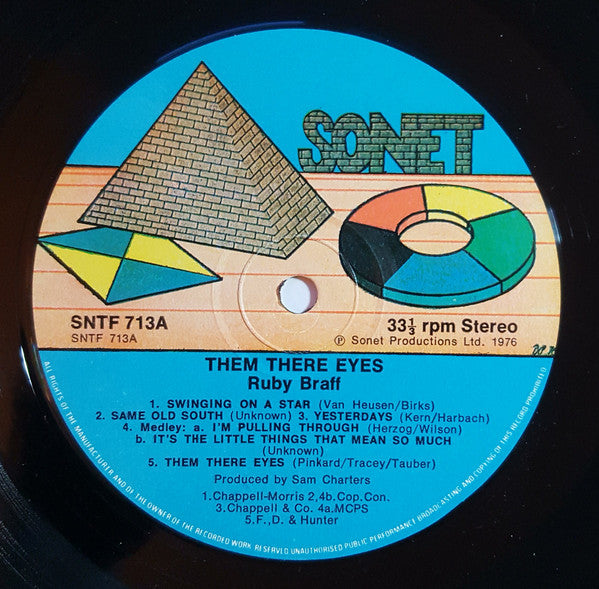 SONET
SNTF 713A
SNTF 713A
33⅓ rpm Stereo
℗ Sonet Productions Ltd. 1976
THEM THERE EYES
Ruby Braff
1. SWINGING ON A STAR (Van Heusen/Birks)
2. SAME OLD SOUTH (Unknown) 3. YESTERDAYS (Kern/Harbach)
4. Medley: a. I'M PULLING THROUGH (Herzog/Wilson)
b. IT'S THE LITTLE THINGS THAT MEAN SO MUCH
(Unknown)
5. THEM THERE EYES (Pinkard/Tracey/Tauber)
Produced by Sam Charters
1.Chappell-Morris 2,4b.Cop.Con.
3.Chappell & Co. 4a.MCPS
5.F.,D. & Hunter
ALL RIGHTS OF THE MANUFACTURER AND OF THE OWNER OF THE RECORDED WORK RESERVED UNAUTHORISED PUBLIC PERFORMANCE BROADCASTING AND COPYING OF THIS RECORD PROHIBITED